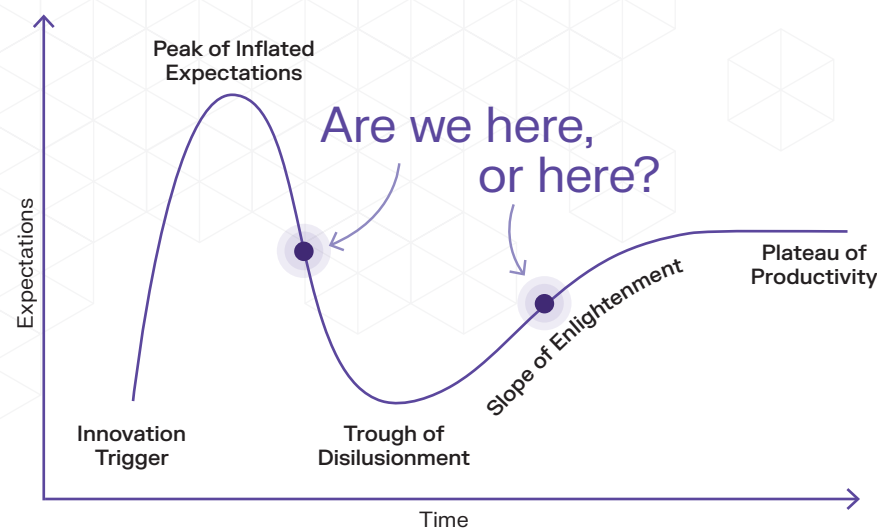 Peak of Inflated
Expectations
Are we here,
or here?
Expectations
Plateau of
Productivity
Slope of Enlightenment
Innovation
Trigger
Trough of
Disilusionment
Time